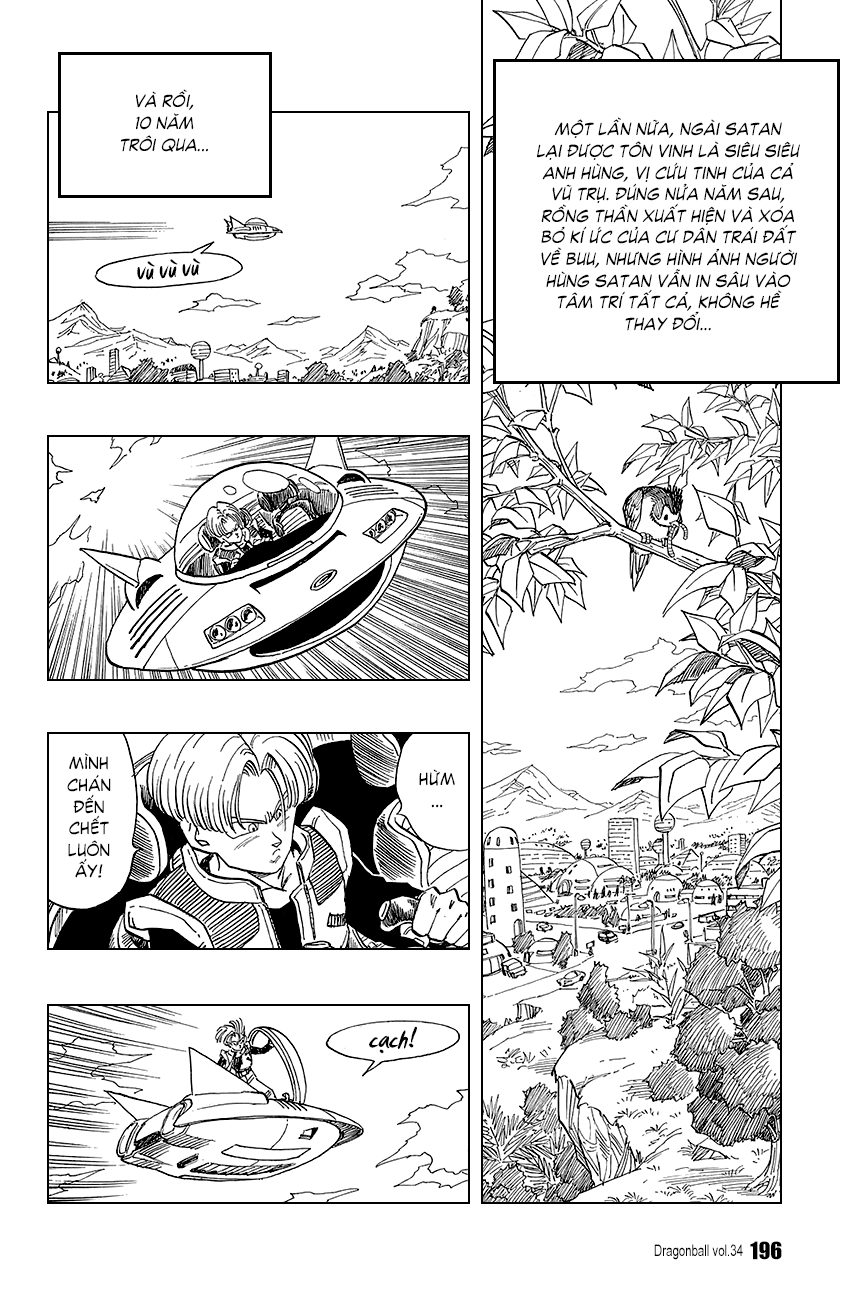 MỘT LẦN NỮA, NGÀI SATAN
LẠI ĐƯỢC TÔN VINH LÀ SIÊU SIÊU
ANH HÙNG, VỊ CỨU TINH CỦA CẢ
VŨ TRỤ. ĐÚNG NỬA NĂM SAU,
RỒNG THẦN XUẤT HIỆN VÀ XÓA
BỎ KÍ ỨC CỦA CƯ DÂN TRÁI ĐẤT
VỀ BUU, NHƯNG HÌNH ẢNH NGƯỜI
HÙNG SATAN VẪN IN SÂU VÀO
TÂM TRÍ TẤT CẢ, KHÔNG HỀ
THAY ĐỔI...
VÀ RỒI,
10 NĂM
TRÔI QUA...
VÙ VÙ VÙ
HỪM
...
MÌNH
CHÁN
ĐẾN
CHẾT
LUÔN
ẤY!
CẠCH!
Dragonball vol.34 196